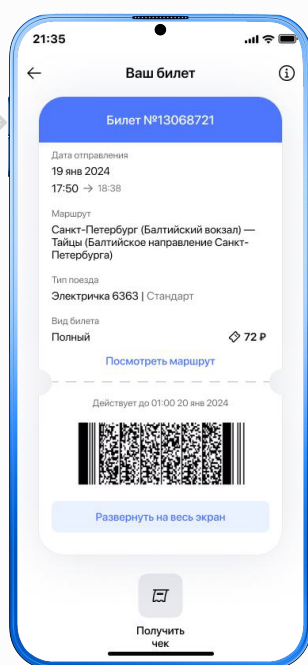 21:35
Ваш билет
Билет №13068721
Дата отправления
19 янв 2024
17:50 → 18:38
Маршрут
Санкт-Петербург (Балтийский вокзал) —
Тайцы (Балтийское направление Санкт-
Петербурга)
Тип поезда
Электричка 6363 | Стандарт
Вид билета
Полный 72 ₽
Посмотреть маршрут
Действует до 01:00 20 янв 2024
Развернуть на весь экран
Получить
чек